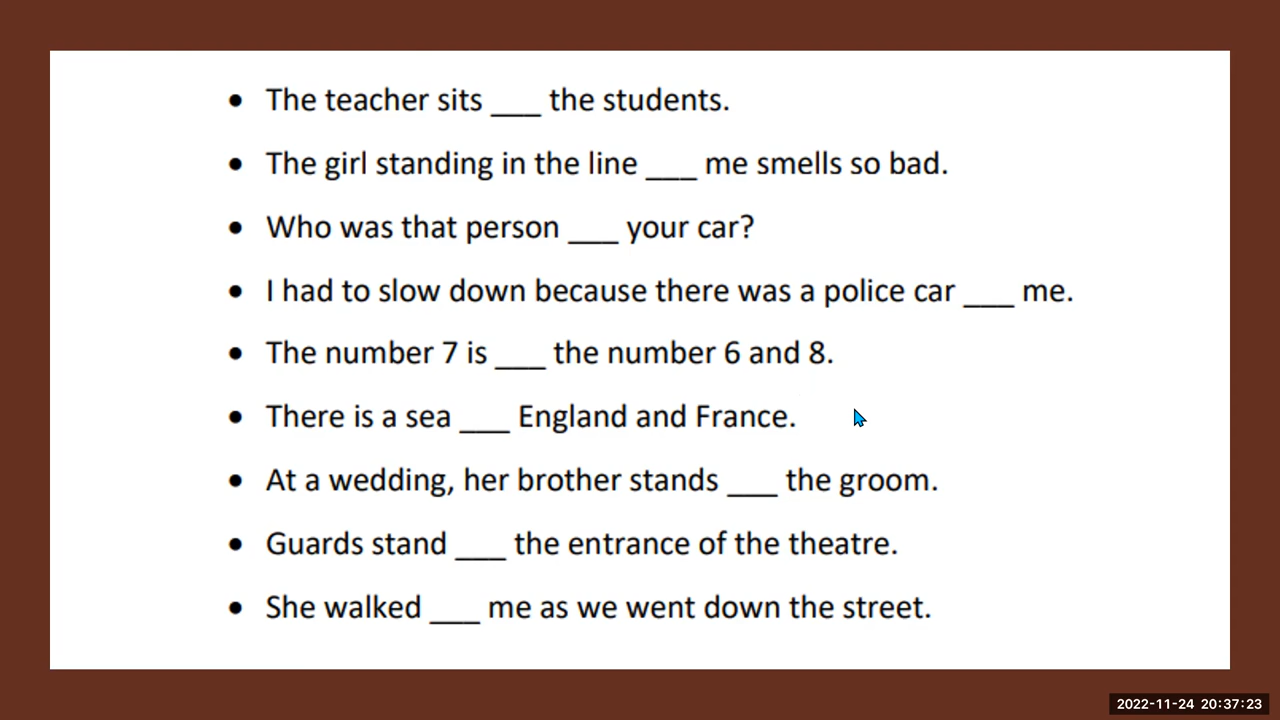 • The teacher sits ___ the students.
• The girl standing in the line ___ me smells so bad.
• Who was that person ___ your car?
• I had to slow down because there was a police car ___ me.
• The number 7 is ___ the number 6 and 8.
• There is a sea ___ England and France.
• At a wedding, her brother stands ___ the groom.
• Guards stand ___ the entrance of the theatre.
• She walked ___ me as we went down the street.
2022-11-24 20:37:23